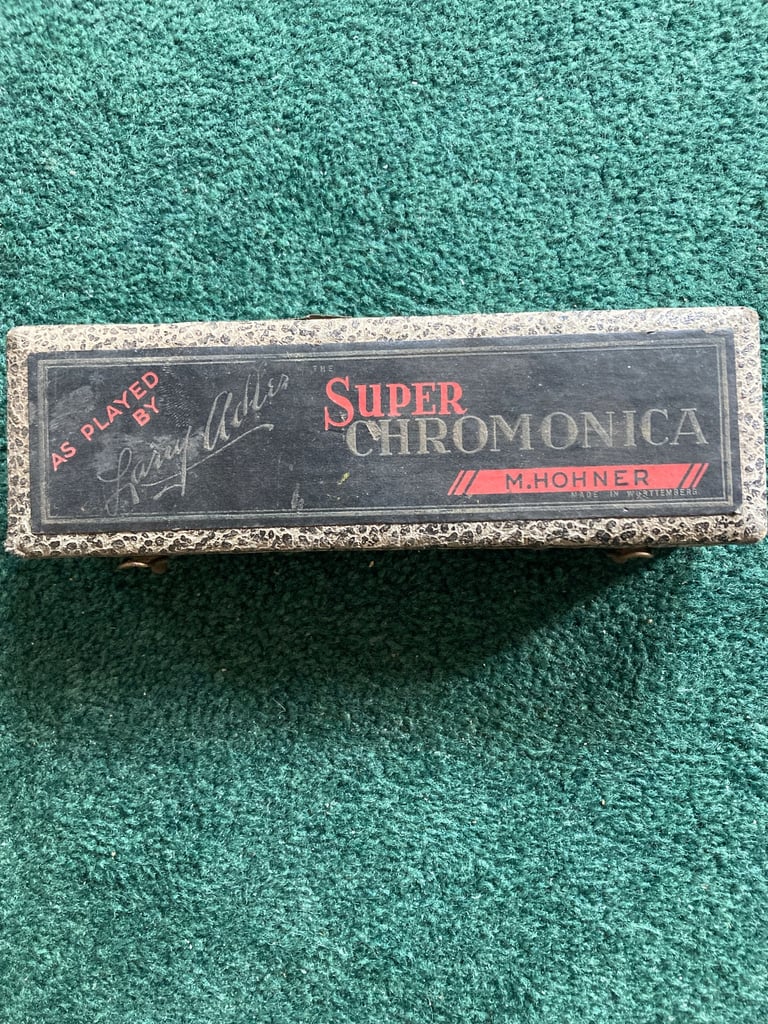 AS PLAYED
BY
Larry Adler
THE
SUPER
CHROMONICA
M.HOHNER
MADE IN WURTTEMBERG